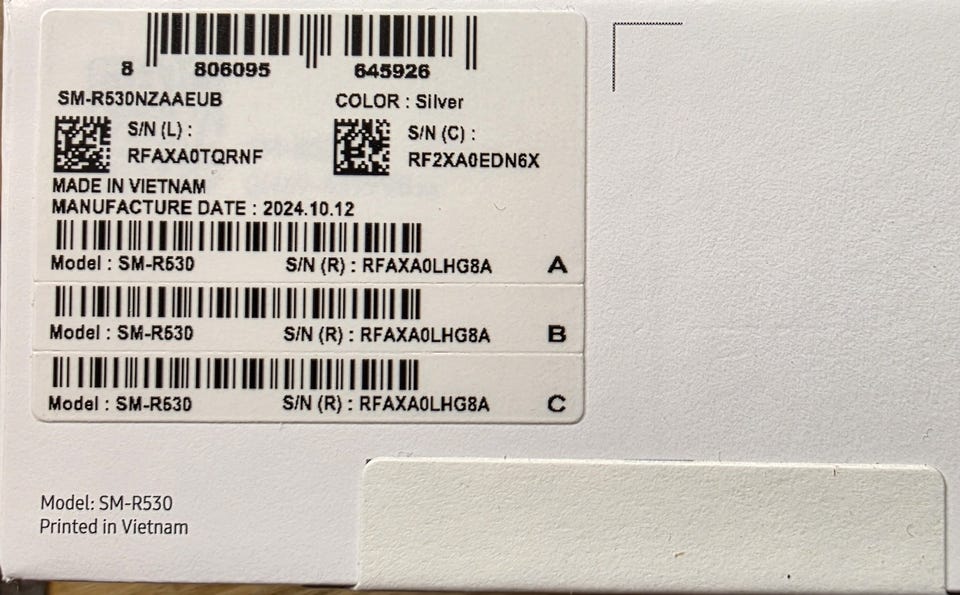 8 806095 645926
SM-R530NZAAEUB COLOR : Silver
S/N (L) : S/N (C) :
RFAXA0TQRNF RF2XA0EDN6X
MADE IN VIETNAM
MANUFACTURE DATE : 2024.10.12
Model : SM-R530 S/N (R) : RFAXA0LHG8A A
Model : SM-R530 S/N (R) : RFAXA0LHG8A B
Model : SM-R530 S/N (R) : RFAXA0LHG8A C
Model: SM-R530
Printed in Vietnam